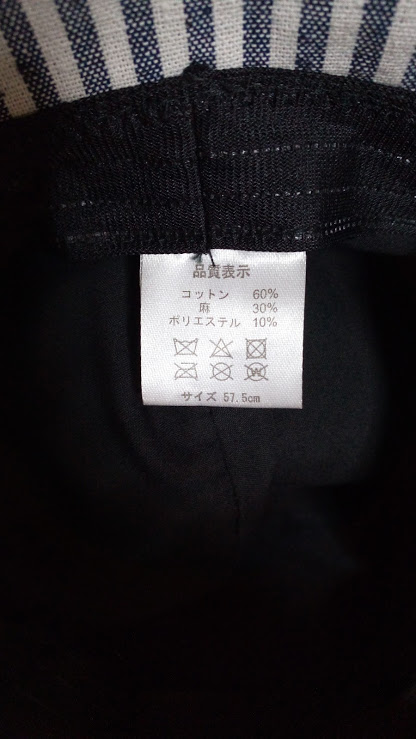 品質表示
コットン 60%
麻 30%
ポリエステル 10%
W
サイズ 57.5cm